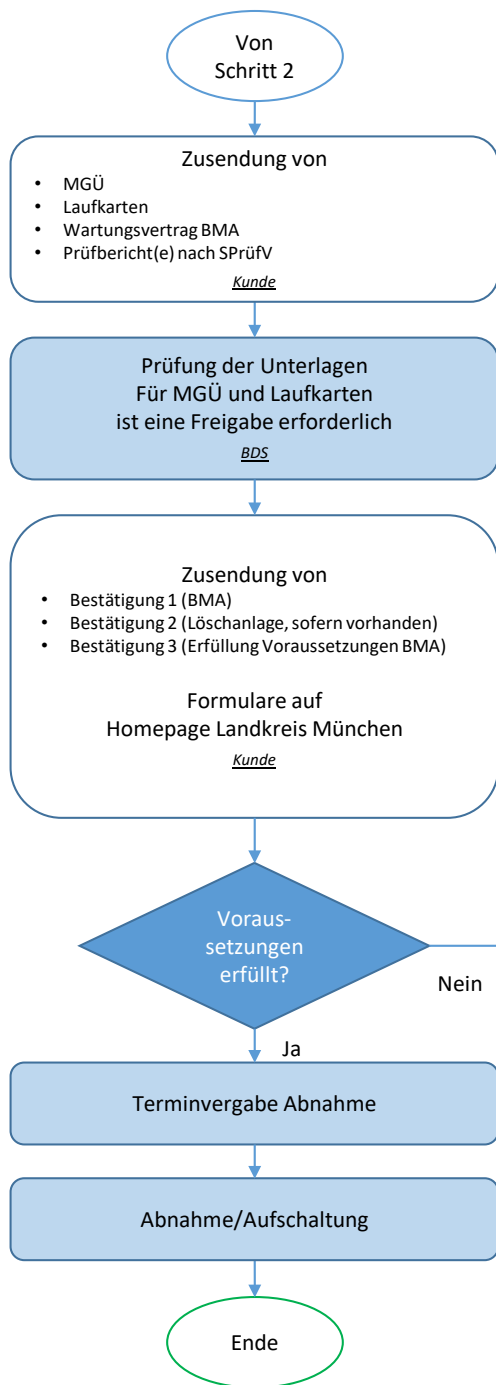 Von
Schritt 2
Zusendung von
• MGÜ
• Laufkarten
• Wartungsvertrag BMA
• Prüfbericht(e) nach SPrüfV
Kunde
Prüfung der Unterlagen
Für MGÜ und Laufkarten
ist eine Freigabe erforderlich
BDS
Zusendung von
• Bestätigung 1 (BMA)
• Bestätigung 2 (Löschanlage, sofern vorhanden)
• Bestätigung 3 (Erfüllung Voraussetzungen BMA)
Formulare auf
Homepage Landkreis München
Kunde
Voraus-
setzungen
erfüllt?
Nein
Ja
Terminvergabe Abnahme
Abnahme/Aufschaltung
Ende